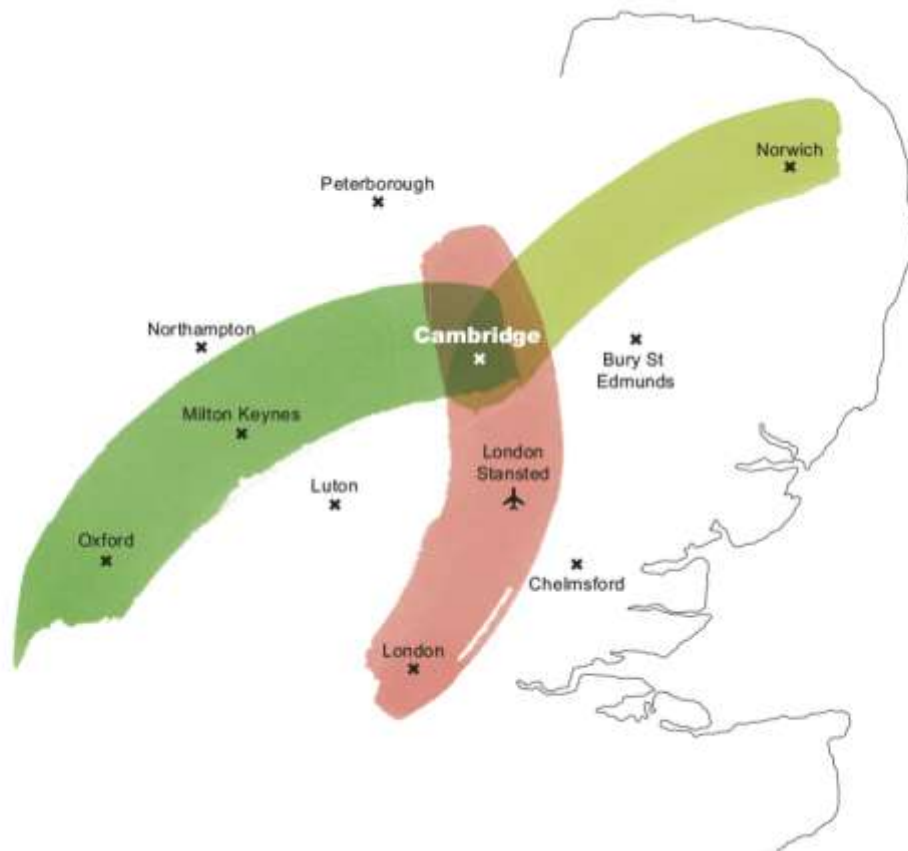 Norwich
Peterborough
Northampton
Cambridge
Bury St
Edmunds
Milton Keynes
London
Stansted
Luton
Oxford
Chelmsford
London